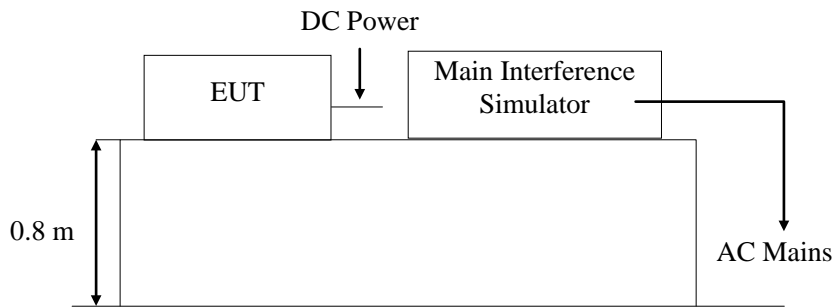 DC Power
EUT
Main Interference
Simulator
0.8 m
AC Mains